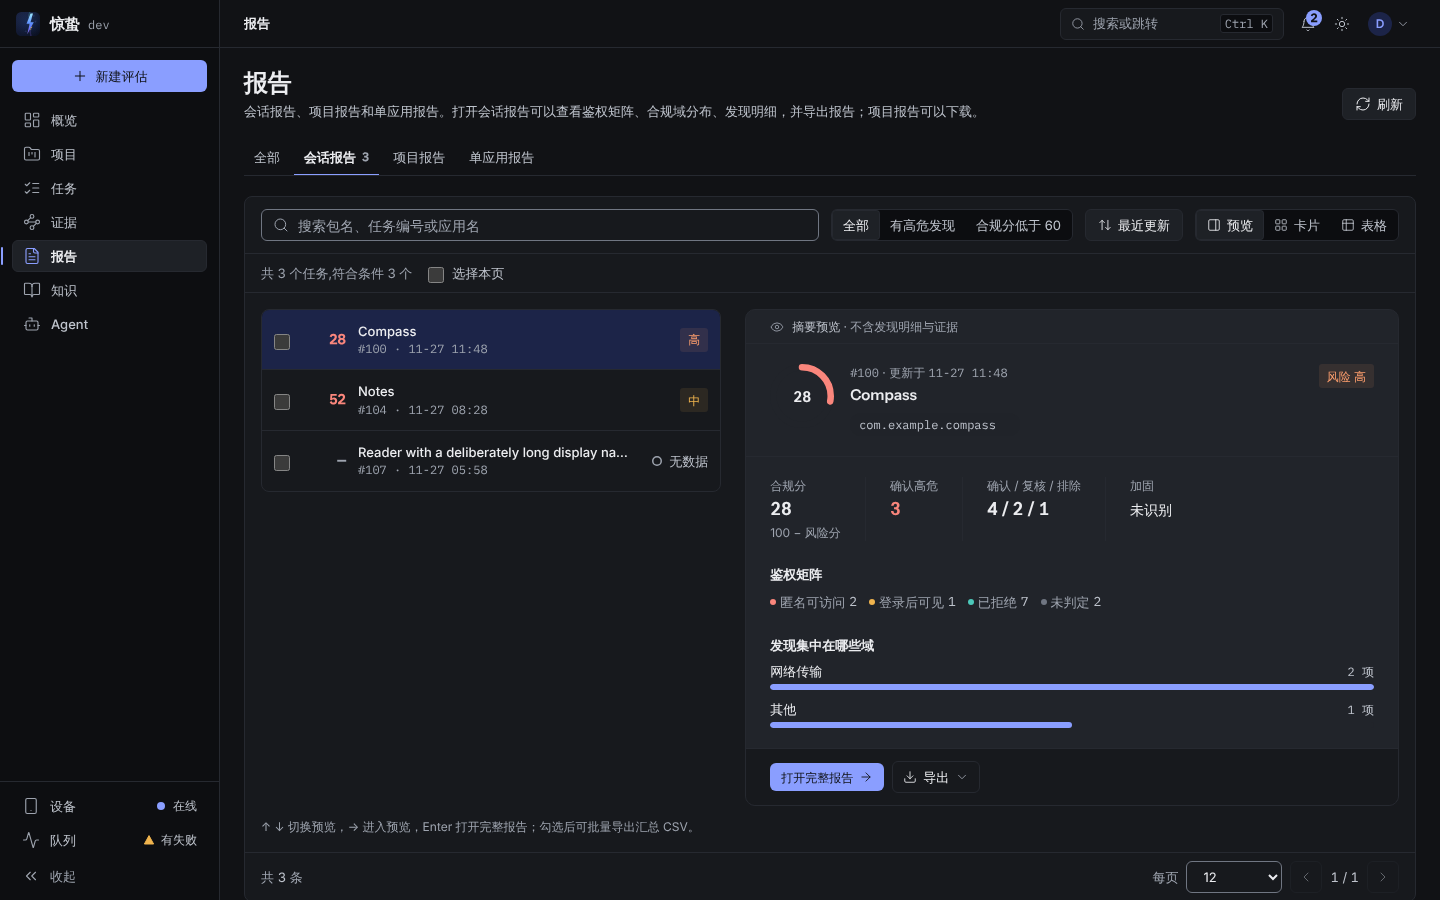 惊蛰 dev
报告
搜索或跳转 Ctrl K
2
D
新建评估
概览
项目
任务
证据
报告
知识
Agent
设备 在线
队列 有失败
收起
报告
会话报告、项目报告和单应用报告。打开会话报告可以查看鉴权矩阵、合规域分布、发现明细，并导出报告；项目报告可以下载。
刷新
全部 会话报告 3 项目报告 单应用报告
搜索包名、任务编号或应用名
全部 有高危发现 合规分低于 60
最近更新
预览 卡片 表格
共 3 个任务,符合条件 3 个 选择本页
28 Compass 高
#100 · 11-27 11:48
52 Notes 中
#104 · 11-27 08:28
– Reader with a deliberately long display na... 无数据
#107 · 11-27 05:58
摘要预览 · 不含发现明细与证据
28
#100 · 更新于 11-27 11:48
Compass
com.example.compass
风险 高
合规分 确认高危 确认 / 复核 / 排除 加固
28 3 4 / 2 / 1 未识别
100 − 风险分
鉴权矩阵
匿名可访问 2 登录后可见 1 已拒绝 7 未判定 2
发现集中在哪些域
网络传输 2 项
其他 1 项
打开完整报告 → 导出
↑ ↓ 切换预览，→ 进入预览，Enter 打开完整报告；勾选后可批量导出汇总 CSV。
共 3 条 每页 12 1 / 1